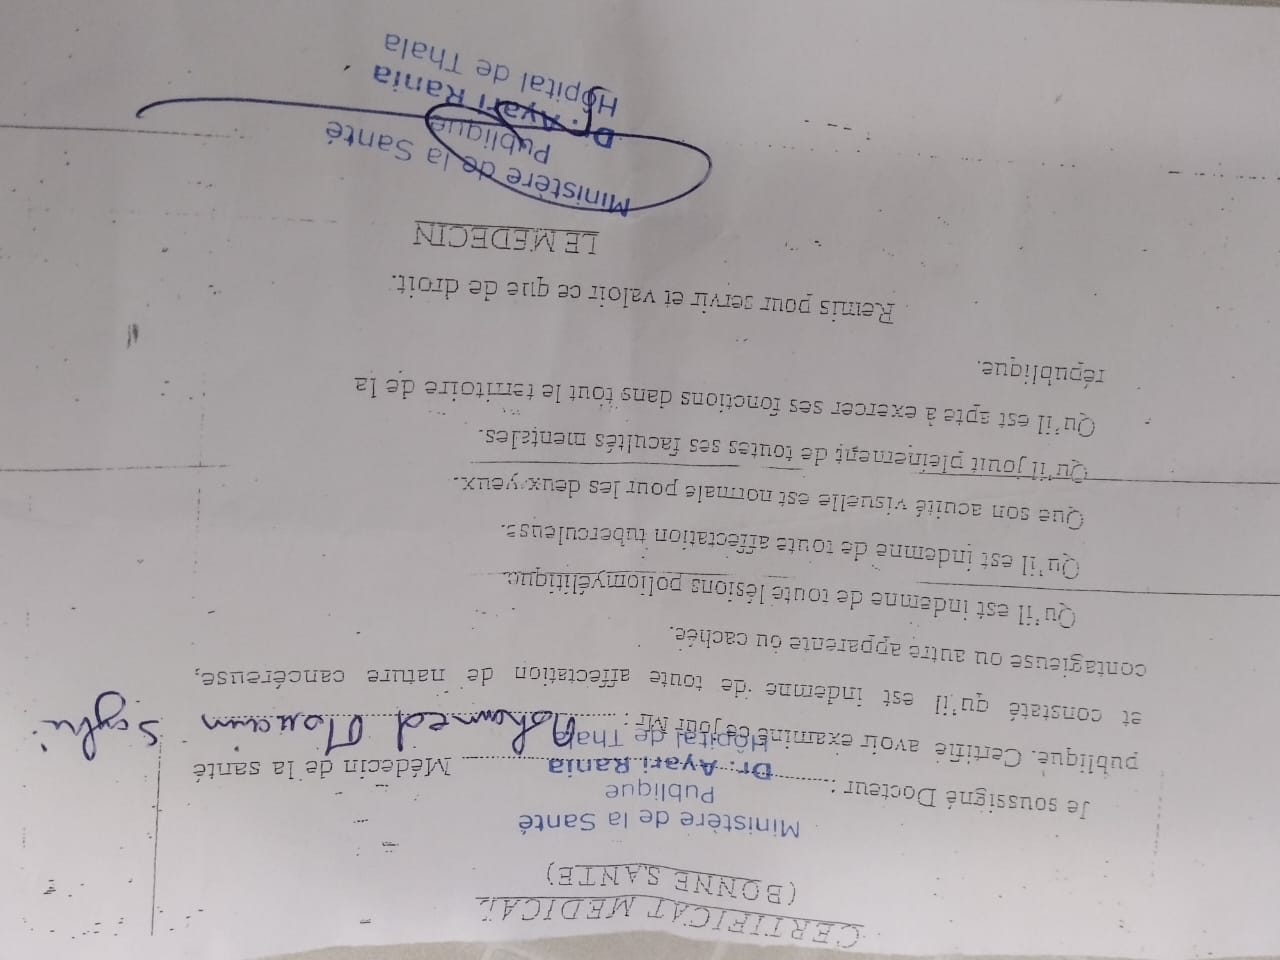 CERTIFICAT MEDICAL
(BONNE SANTE)
Ministère de la Santé
Publique
Je soussigné Docteur : Dr. Ayari Rania Médecin de la santé
Hôpital de Thala
publique. Certifié avoir examiné ce jour Mr : Mohamed
et constaté qu'il est indemne de toute affectation de nature cancéreuse,
contagieuse ou autre apparente ou cachée.
Qu'il est indemne de toute lésions poliomyélitique.
Qu'il est indemne de toute affectation tuberculeuse.
Que son acuité visuelle est normale pour les deux yeux.
Qu'il jouit pleinement de toutes ses facultés mentales.
Qu'il est apte à exercer ses fonctions dans tout le territoire de la
république.
Remis pour servir et valoir ce que de droit.
LE MEDECIN
Ministère de la Santé
Publique
Dr. Ayari Rania
Hôpital de Thala